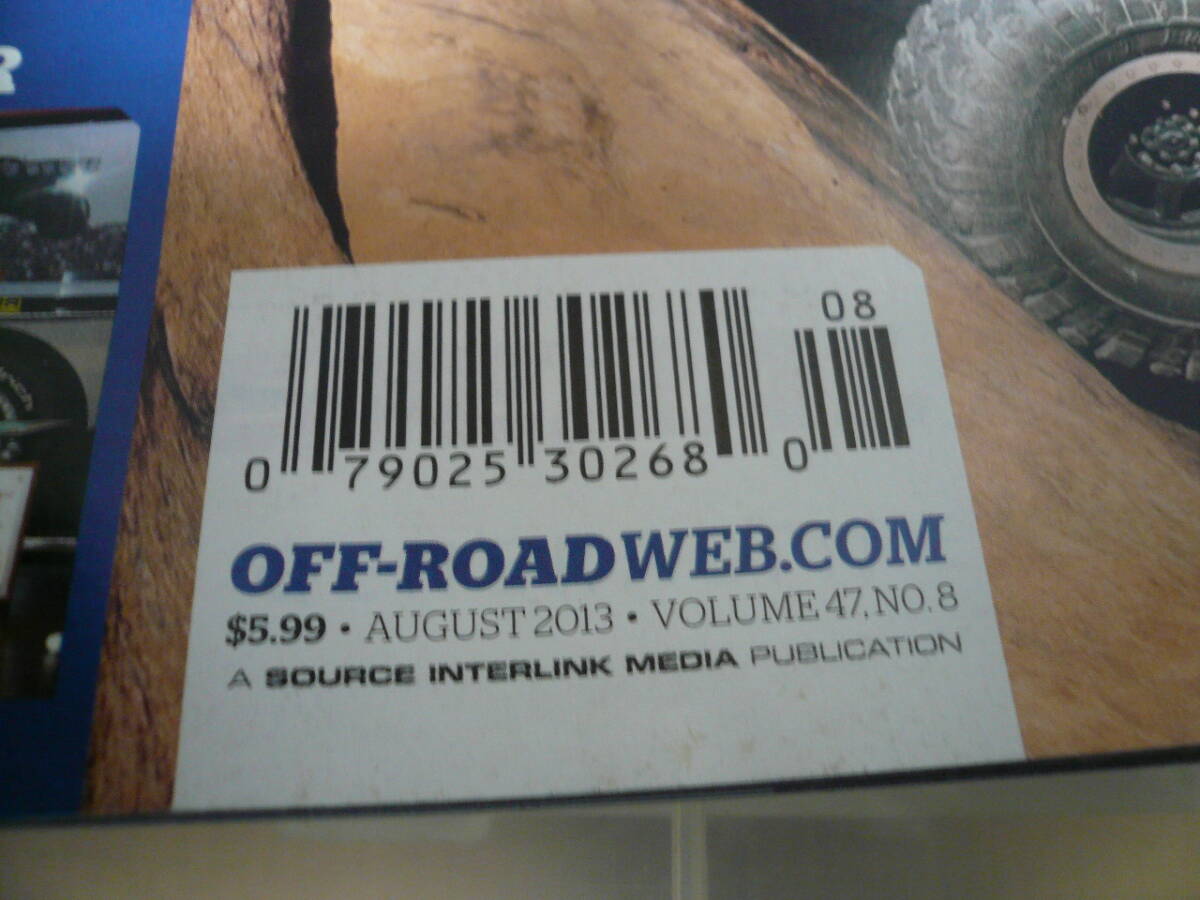 R
08
0 79025 30268 0
OFF-ROADWEB.COM
$5.99 • AUGUST 2013 • VOLUME 47, NO. 8
A SOURCE INTERLINK MEDIA PUBLICATION